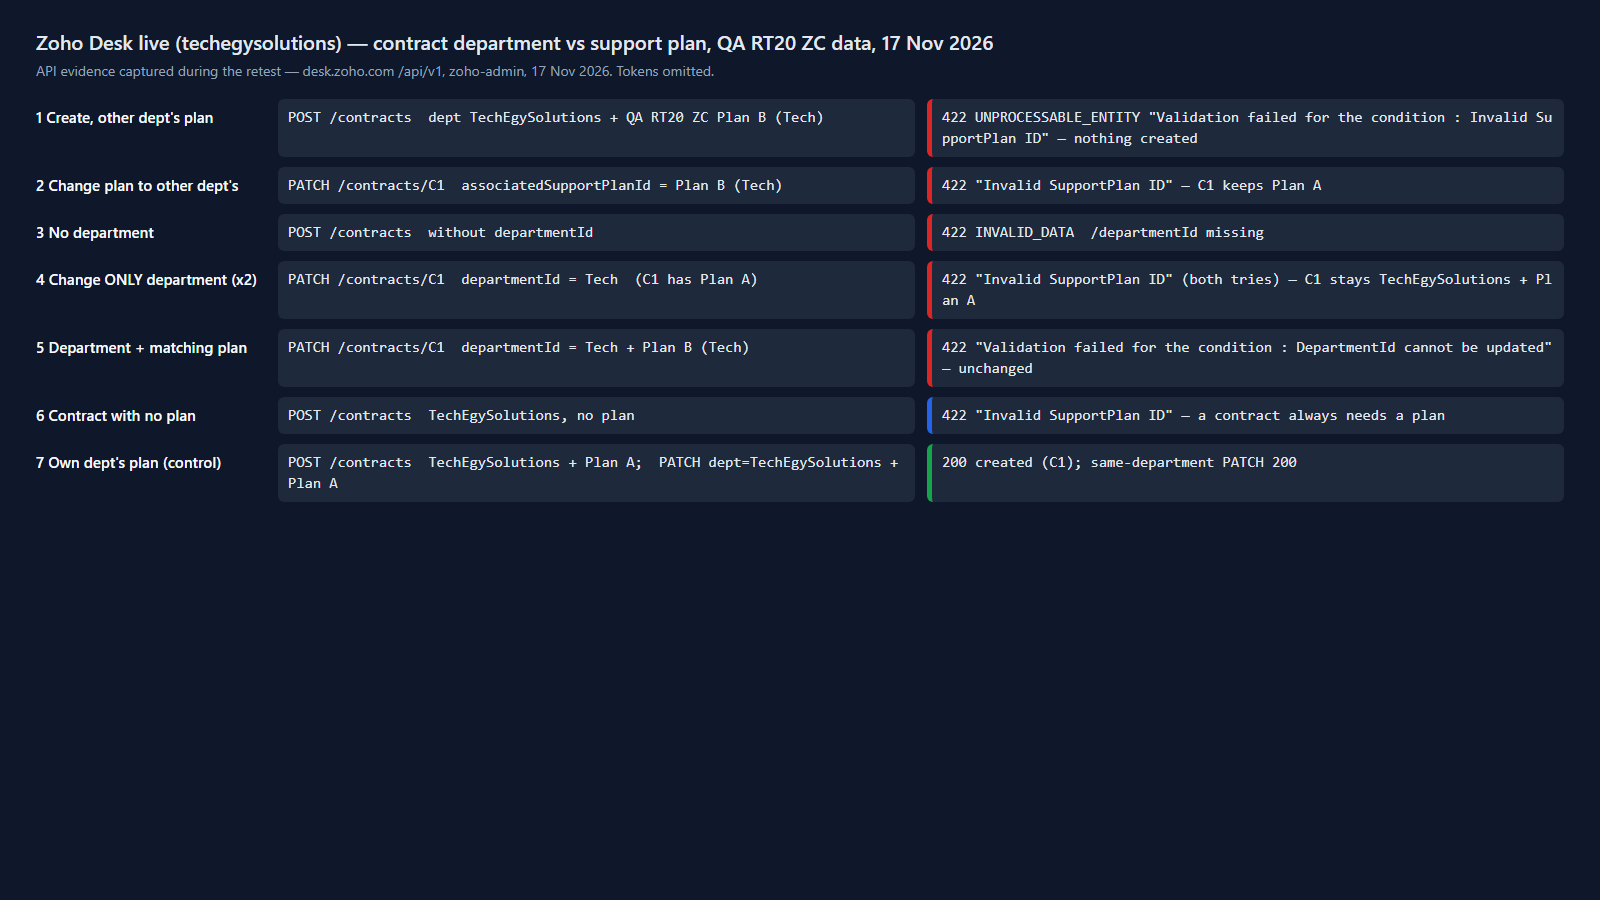 Zoho Desk live (techegysolutions) — contract department vs support plan, QA RT20 ZC data, 17 Nov 2026
API evidence captured during the retest — desk.zoho.com /api/v1, zoho-admin, 17 Nov 2026. Tokens omitted.
1 Create, other dept's plan
POST /contracts  dept TechEgySolutions + QA RT20 ZC Plan B (Tech)
422 UNPROCESSABLE_ENTITY "Validation failed for the condition : Invalid Su
pportPlan ID" — nothing created
2 Change plan to other dept's
PATCH /contracts/C1  associatedSupportPlanId = Plan B (Tech)
422 "Invalid SupportPlan ID" — C1 keeps Plan A
3 No department
POST /contracts  without departmentId
422 INVALID_DATA  /departmentId missing
4 Change ONLY department (x2)
PATCH /contracts/C1  departmentId = Tech  (C1 has Plan A)
422 "Invalid SupportPlan ID" (both tries) — C1 stays TechEgySolutions + Pl
an A
5 Department + matching plan
PATCH /contracts/C1  departmentId = Tech + Plan B (Tech)
422 "Validation failed for the condition : DepartmentId cannot be updated"
— unchanged
6 Contract with no plan
POST /contracts  TechEgySolutions, no plan
422 "Invalid SupportPlan ID" — a contract always needs a plan
7 Own dept's plan (control)
POST /contracts  TechEgySolutions + Plan A;  PATCH dept=TechEgySolutions +
Plan A
200 created (C1); same-department PATCH 200